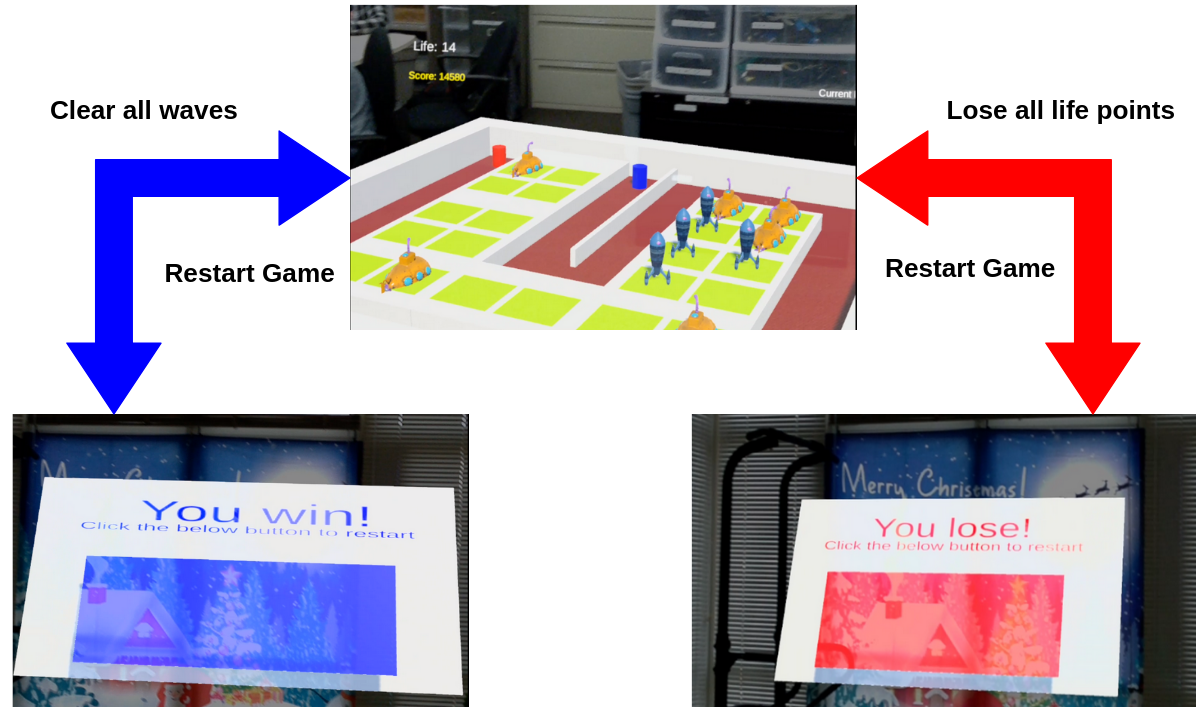 Life: 14
Score: 14580
Current
Clear all waves
Lose all life points
Restart Game
Restart Game
Merry Christmas!
You win!
Click the below button to restart
You lose!
Click the below button to restart